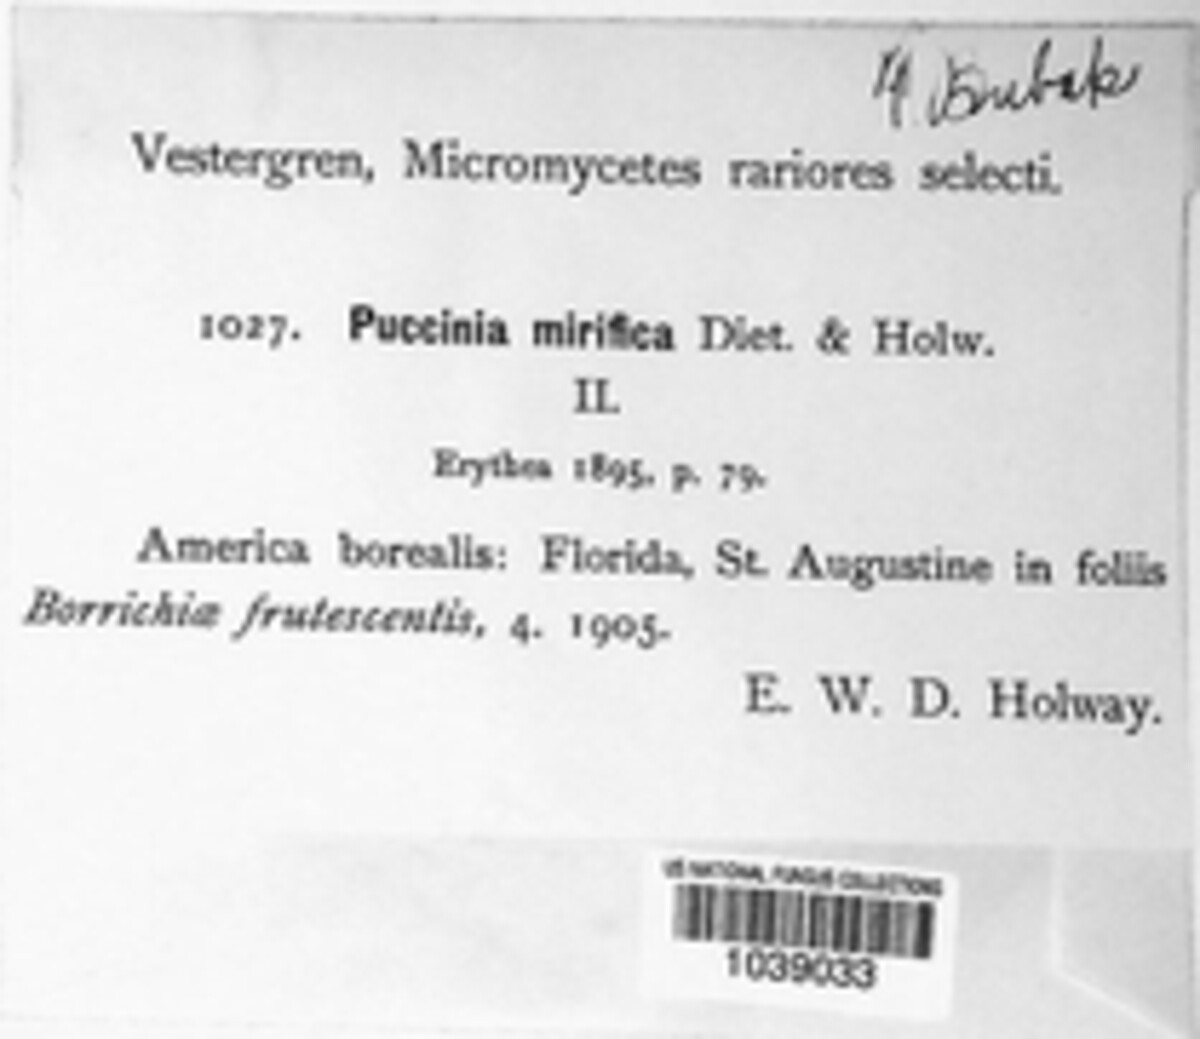 Bubak
Vestergren, Micromycetes rariores selecti.
1027. Puccinia mirifica Diet. & Holw.
II.
Erythea 1895, p. 79.
America borealis: Florida, St. Augustine in foliis
Borrichiæ frutescentis, 4. 1905.
E. W. D. Holway.
US NATIONAL FUNGUS COLLECTIONS
1039033